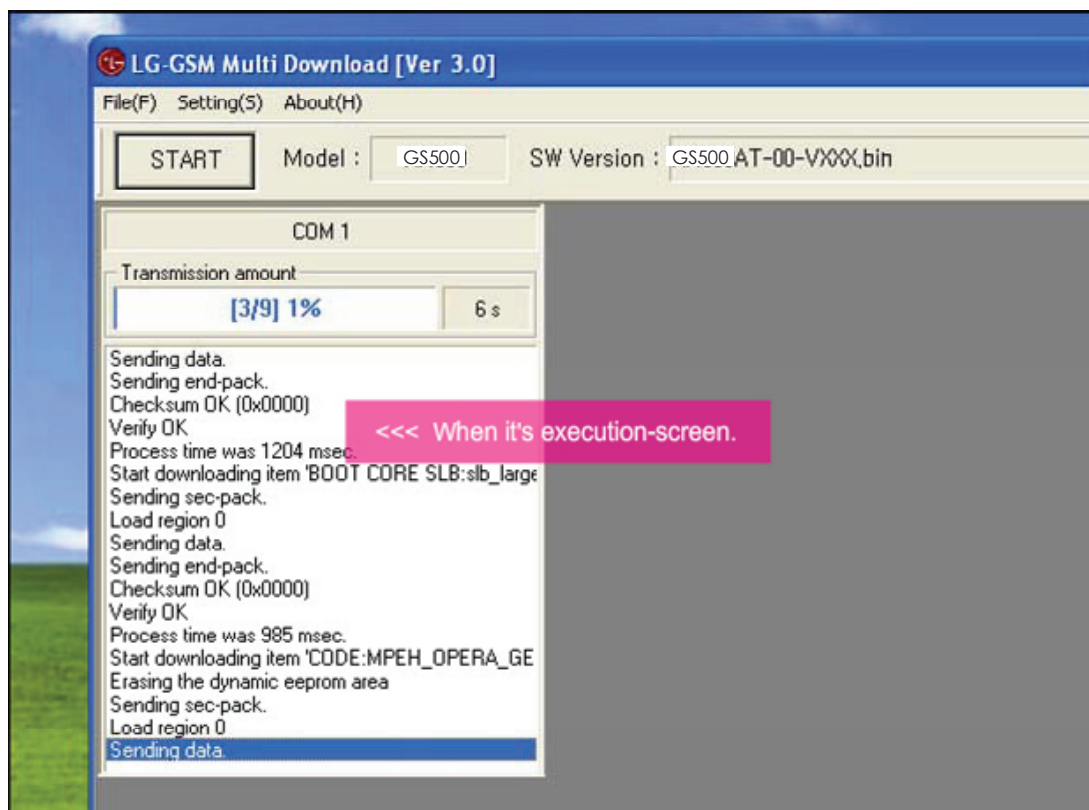 LG-GSM Multi Download [Ver 3.0]
File(F) Setting(S) About(H)
START Model : GS500 SW Version : GS500 AT-00-VXXX.bin
COM 1
Transmission amount
[3/9] 1% 6 s
Sending data.
Sending end-pack.
Checksum OK (0x0000)
<<< When it's execution-screen.
Verify OK
Process time was 1204 msec.
Start downloading item 'BOOT CORE SLB:slb_large
Sending sec-pack.
Load region 0
Sending data.
Sending end-pack.
Checksum OK (0x0000)
Verify OK
Process time was 985 msec.
Start downloading item 'CODE:MPEH_OPERA_GE
Erasing the dynamic eeprom area
Sending sec-pack.
Load region 0
Sending data.